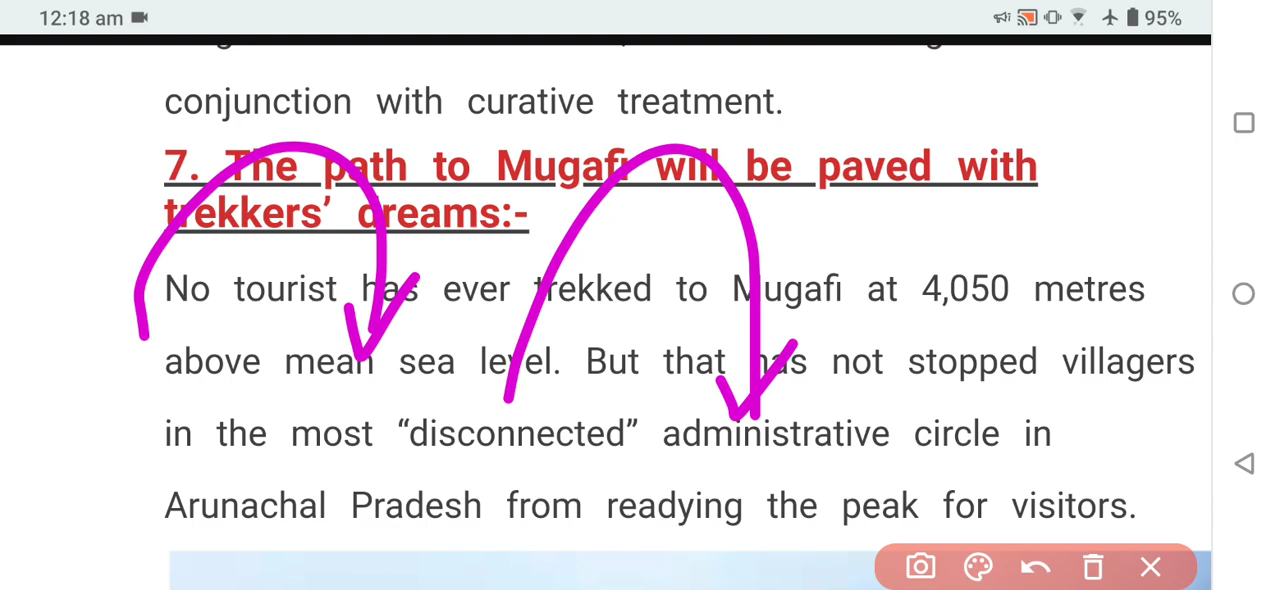 12:18 am
95%
conjunction with curative treatment.
7. The path to Mugafi will be paved with
trekkers’ dreams:-
No tourist has ever trekked to Mugafi at 4,050 metres
above mean sea level. But that has not stopped villagers
in the most “disconnected” administrative circle in
Arunachal Pradesh from readying the peak for visitors.